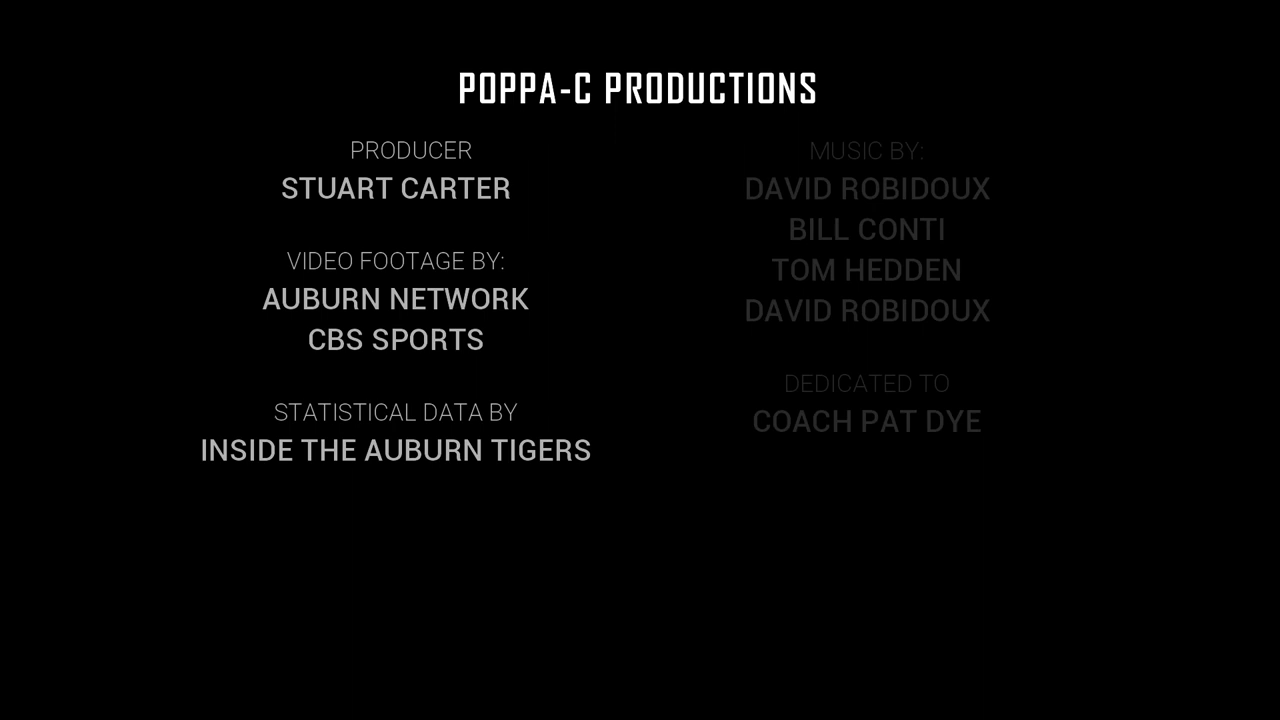 POPPA-C PRODUCTIONS
PRODUCER
STUART CARTER
VIDEO FOOTAGE BY:
AUBURN NETWORK
CBS SPORTS
STATISTICAL DATA BY
INSIDE THE AUBURN TIGERS
MUSIC BY:
DAVID ROBIDOUX
BILL CONTI
TOM HEDDEN
DAVID ROBIDOUX
DEDICATED TO
COACH PAT DYE